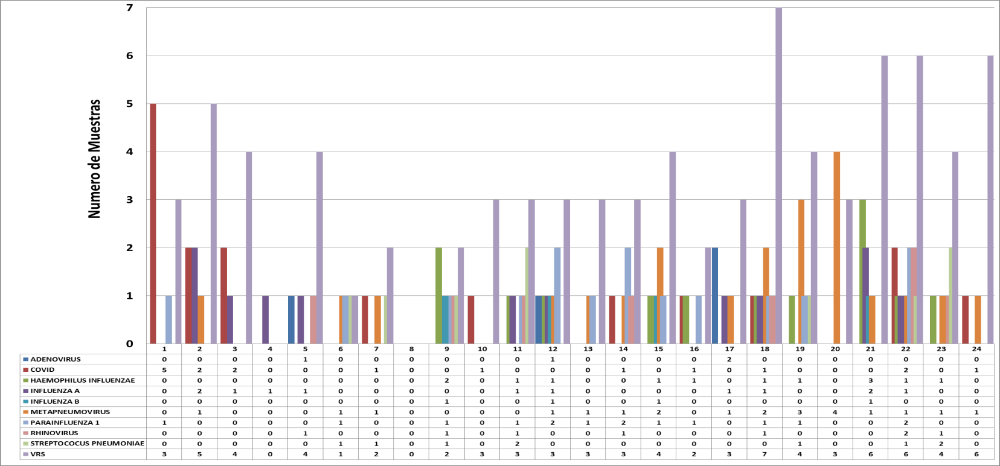 7
6
5
4
3
2
1
0
Numero de Muestras
1 2 3 4 5 6 7 8 9 10 11 12 13 14 15 16 17 18 19 20 21 22 23 24
ADENOVIRUS 0 0 0 0 1 0 0 0 0 0 0 1 0 0 0 0 2 0 0 0 0 0 0 0
COVID 5 2 2 0 0 0 1 0 0 1 0 0 0 1 0 1 0 1 0 0 0 2 0 1
HAEMOPHILUS INFLUENZAE 0 0 0 0 0 0 0 0 2 0 1 1 0 0 1 1 0 1 1 0 3 1 1 0
INFLUENZA A 0 2 1 1 1 0 0 0 0 0 1 1 0 0 0 0 1 1 0 0 2 1 0 0
INFLUENZA B 0 0 0 0 0 0 0 0 1 0 0 1 0 0 1 0 0 0 0 0 1 0 0 0
METAPNEUMOVIRUS 0 1 0 0 0 1 1 0 0 0 0 1 1 1 2 0 1 2 3 4 1 1 1 1
PARAINFLUENZA 1 1 0 0 0 0 1 0 0 1 0 1 2 1 2 1 1 0 1 1 0 0 2 0 0
RHINOVIRUS 0 0 0 0 1 0 0 0 1 0 1 0 0 1 0 0 0 1 0 0 0 2 1 0
STREPTOCOCUS PNEUMONIAE 0 0 0 0 0 1 1 0 1 0 2 0 0 0 0 0 0 0 1 0 0 1 2 0
VRS 3 5 4 0 4 1 2 0 2 3 3 3 3 3 4 2 3 7 4 3 6 6 4 6